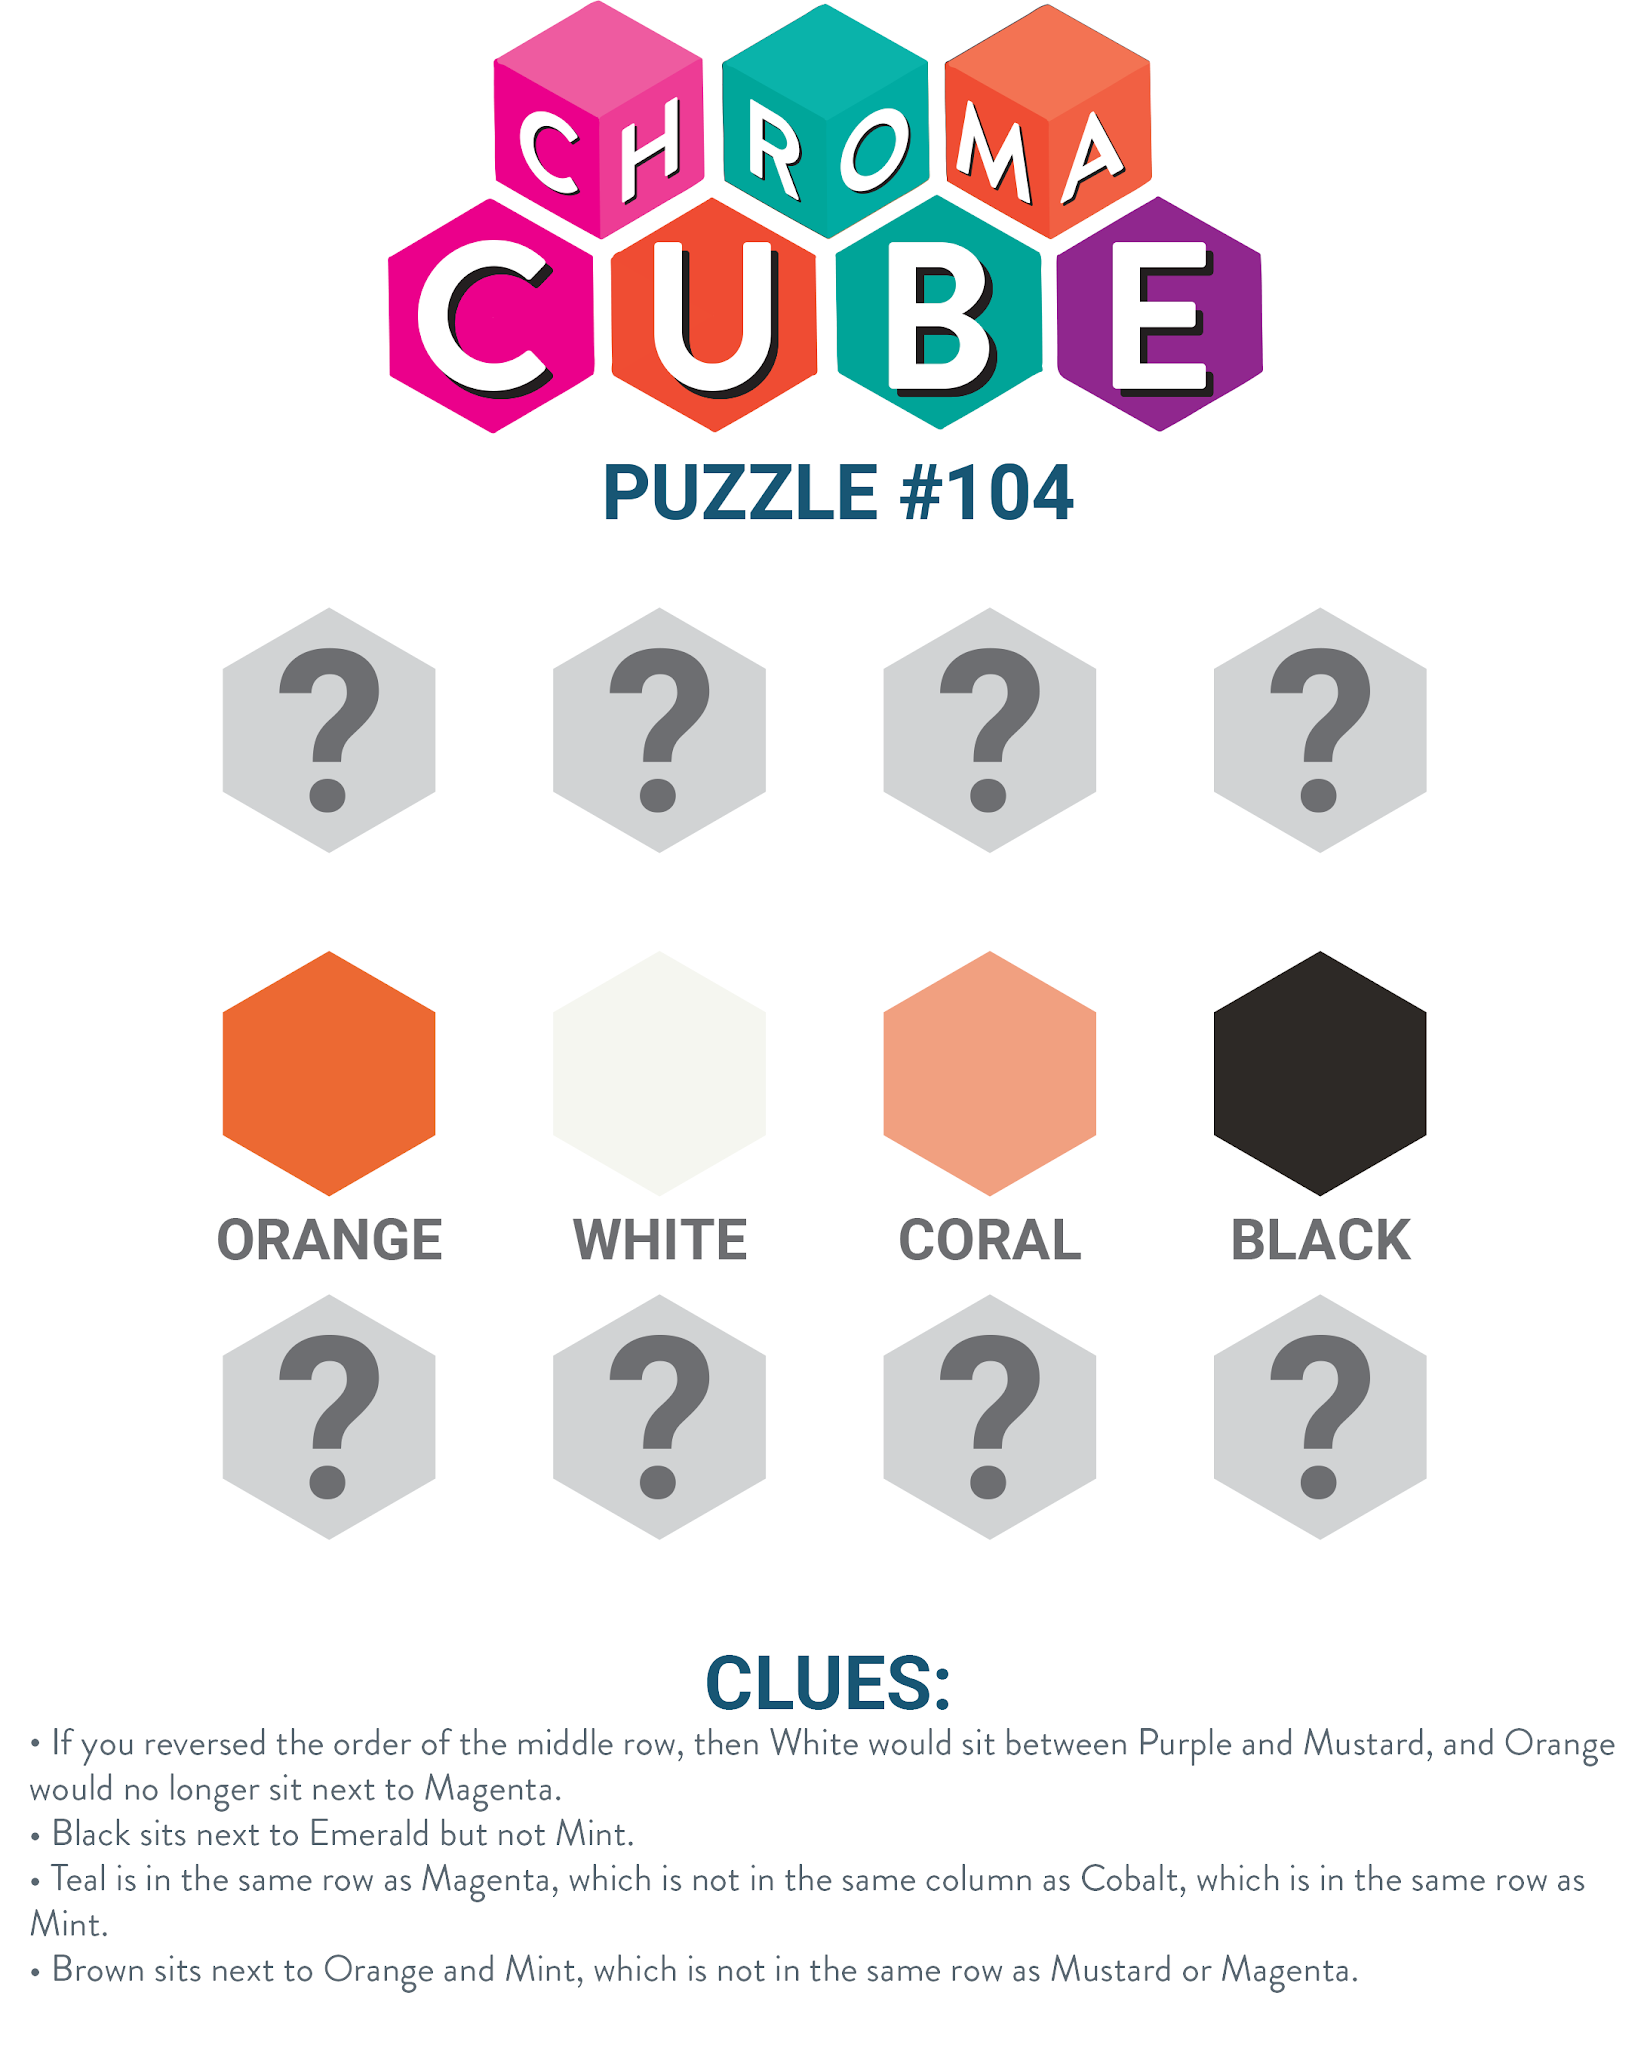 CHROMA
CUBE
PUZZLE #104
? ? ? ?
ORANGE WHITE CORAL BLACK
? ? ? ?
CLUES:
• If you reversed the order of the middle row, then White would sit between Purple and Mustard, and Orange
would no longer sit next to Magenta.
• Black sits next to Emerald but not Mint.
• Teal is in the same row as Magenta, which is not in the same column as Cobalt, which is in the same row as
Mint.
• Brown sits next to Orange and Mint, which is not in the same row as Mustard or Magenta.